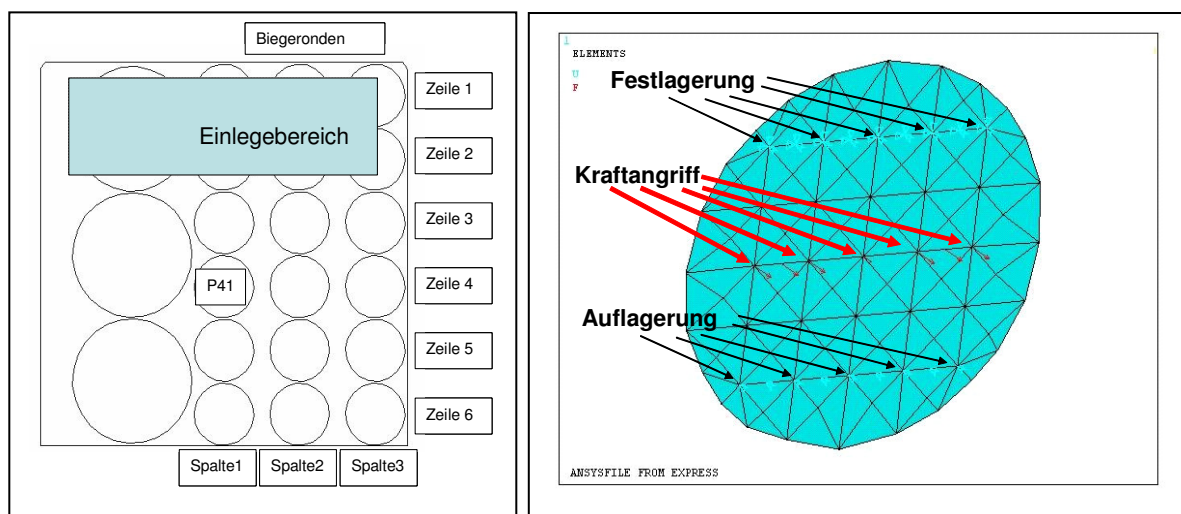 Biegeronden
Einlegebereich
Zeile 1
Zeile 2
Zeile 3
Zeile 4
Zeile 5
Zeile 6
P41
Spalte1
Spalte2
Spalte3
1
ELEMENTS
U
F
Festlagerung
Kraftangriff
Auflagerung
ANSYSFILE FROM EXPRESS